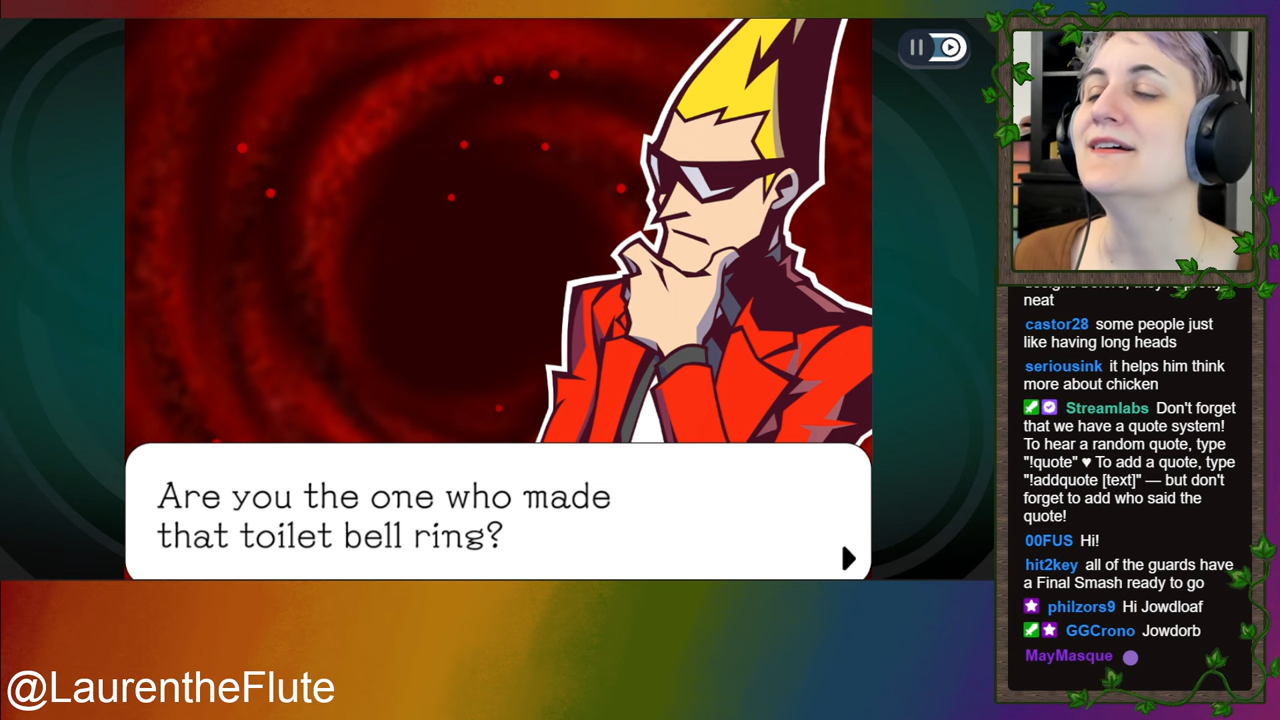 Are you the one who made
that toilet bell ring?
@LaurentheFlute
neat
castor28 some people just
like having long heads
seriousink it helps him think
more about chicken
Streamlabs Don't forget
that we have a quote system!
To hear a random quote, type
"!quote" ♥ To add a quote, type
"!addquote [text]" — but don't
forget to add who said the
quote!
00FUS Hi!
hit2key all of the guards have
a Final Smash ready to go
philzors9 Hi Jowdloaf
GGCrono Jowdorb
MayMasque